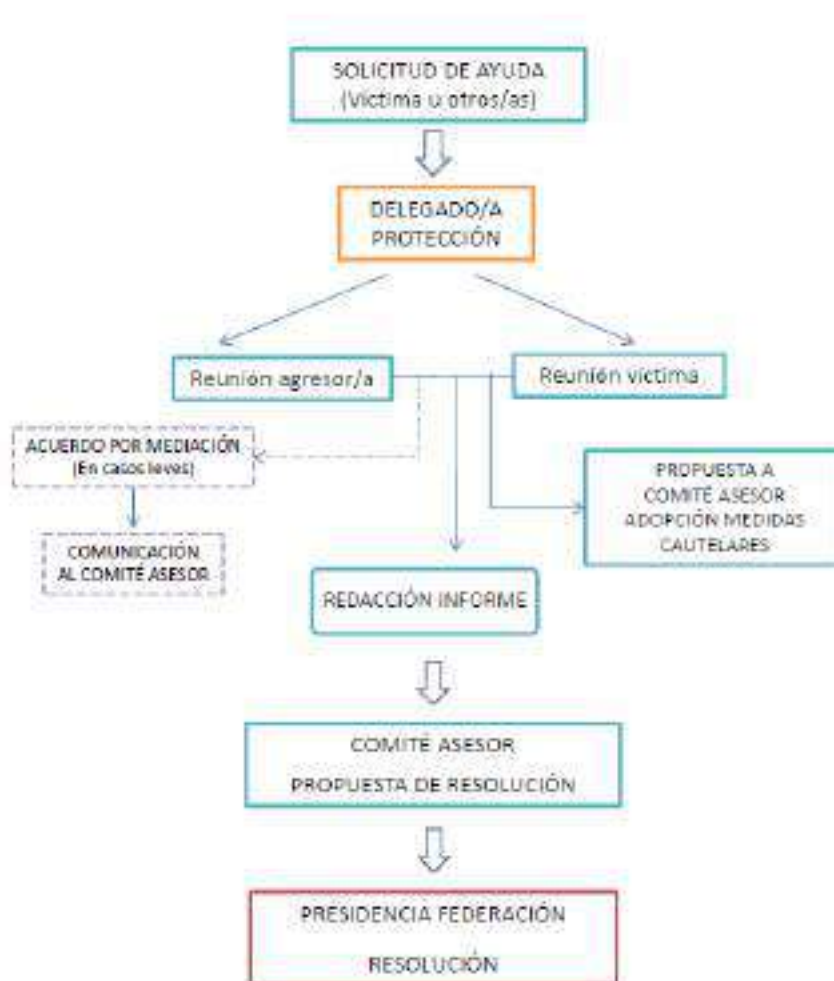 SOLICITUD DE AYUDA
(Víctima u otros/as)
DELEGADO/A
PROTECCIÓN
Reunión agresor/a
Reunión víctima
ACUERDO POR MEDIACIÓN
(En casos leves)
COMUNICACIÓN
AL COMITÉ ASESOR
PROPUESTA A
COMITÉ ASESOR
ADOPCIÓN MEDIDAS
CAUTELARES
REDACCIÓN INFORME
COMITÉ ASESOR
PROPUESTA DE RESOLUCIÓN
PRESIDENCIA FEDERACIÓN
RESOLUCIÓN